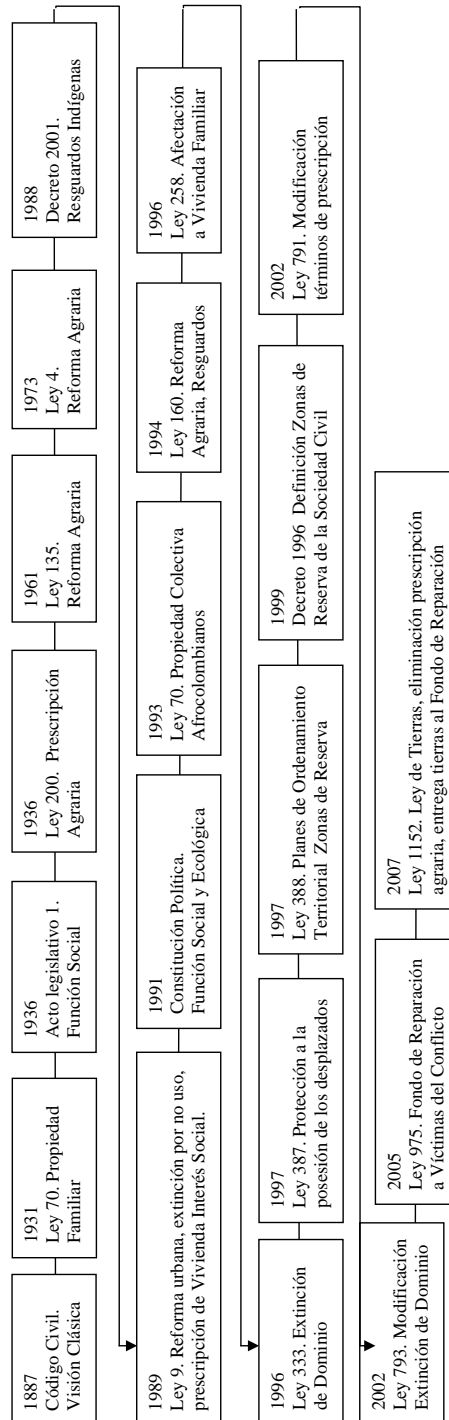 1887
Código Civil.
Visión Clásica
1931
Ley 70. Propiedad
Familiar
1936
Acto legislativo 1.
Función Social
1936
Ley 200. Prescripción
Agraria
1961
Ley 135.
Reforma Agraria
1973
Ley 4.
Reforma Agraria
1988
Decreto 2001.
Resguardos Indígenas
1989
Ley 9. Reforma urbana, extinción por no uso,
prescripción de Vivienda Interés Social.
1991
Constitución Política.
Función Social y Ecológica
1993
Ley 70. Propiedad Colectiva
Afrocolombianos
1994
Ley 160. Reforma
Agraria, Resguardos
1996
Ley 258. Afectación
a Vivienda Familiar
1996
Ley 333. Extinción
de Dominio
1997
Ley 387. Protección a la
posesión de los desplazados
1997
Ley 388. Planes de Ordenamiento
Territorial Zonas de Reserva
1999
Decreto 1996 Definición Zonas de
Reserva de la Sociedad Civil
2002
Ley 791. Modificación
términos de prescripción
2002
Ley 793. Modificación
Extinción de Dominio
2005
Ley 975. Fondo de Reparación
a Víctimas del Conflicto
2007
Ley 1152. Ley de Tierras, eliminación prescripción
agraria, entrega tierras al Fondo de Reparación